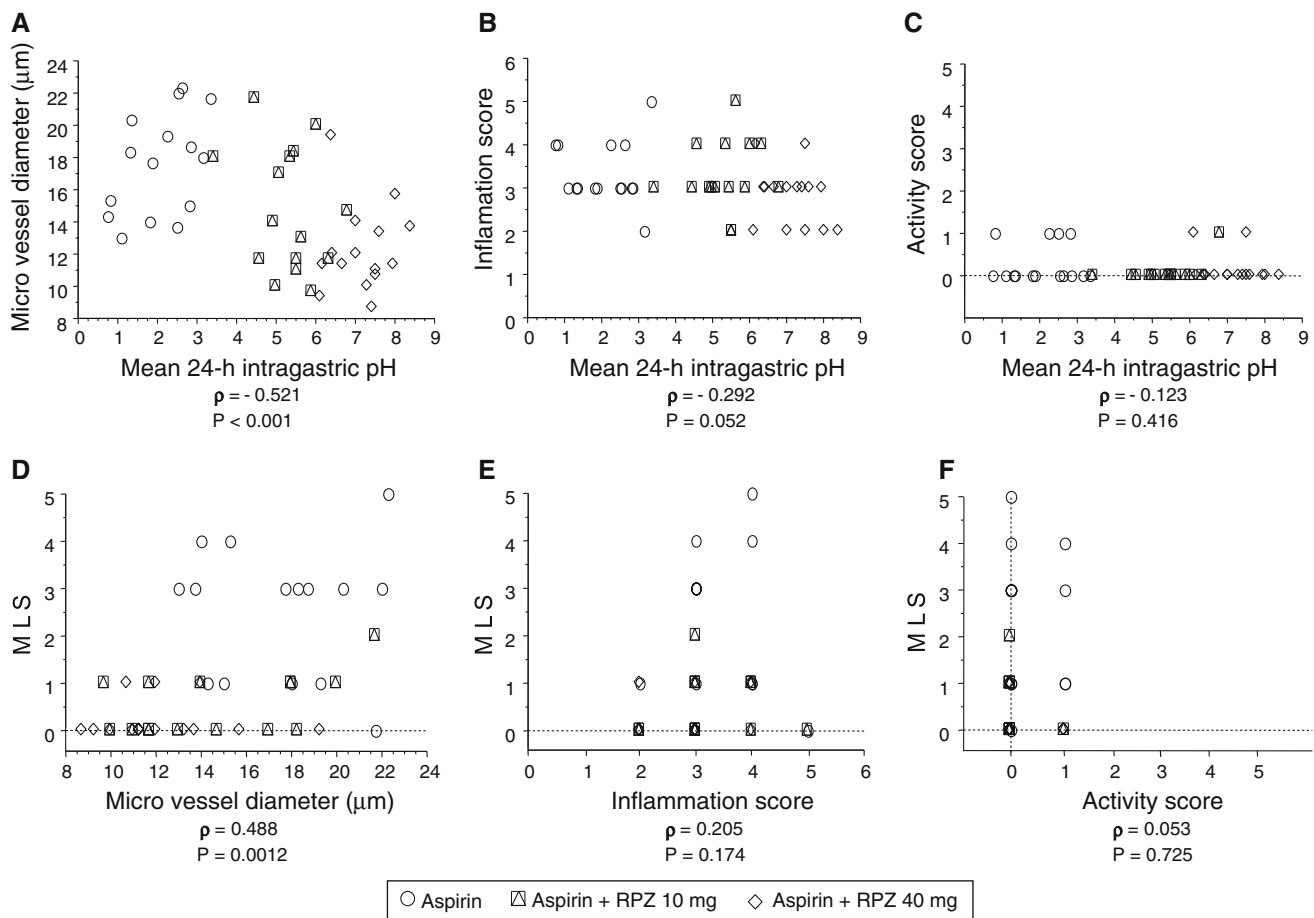 A
Micro vessel diameter (μm)
24
22
20
18
16
14
12
10
8
0 1 2 3 4 5 6 7 8 9
Mean 24-h intragastric pH
ρ = - 0.521
P < 0.001
B
Inflamation score
6
5
4
3
2
1
0
0 1 2 3 4 5 6 7 8 9
Mean 24-h intragastric pH
ρ = - 0.292
P = 0.052
C
Activity score
5
4
3
2
1
0
0 1 2 3 4 5 6 7 8 9
Mean 24-h intragastric pH
ρ = - 0.123
P = 0.416
D
M L S
5
4
3
2
1
0
8 10 12 14 16 18 20 22 24
Micro vessel diameter (μm)
ρ = 0.488
P = 0.0012
E
M L S
5
4
3
2
1
0
0 1 2 3 4 5 6
Inflammation score
ρ = 0.205
P = 0.174
F
M L S
5
4
3
2
1
0
0 1 2 3 4 5
Activity score
ρ = 0.053
P = 0.725
Aspirin Aspirin + RPZ 10 mg Aspirin + RPZ 40 mg